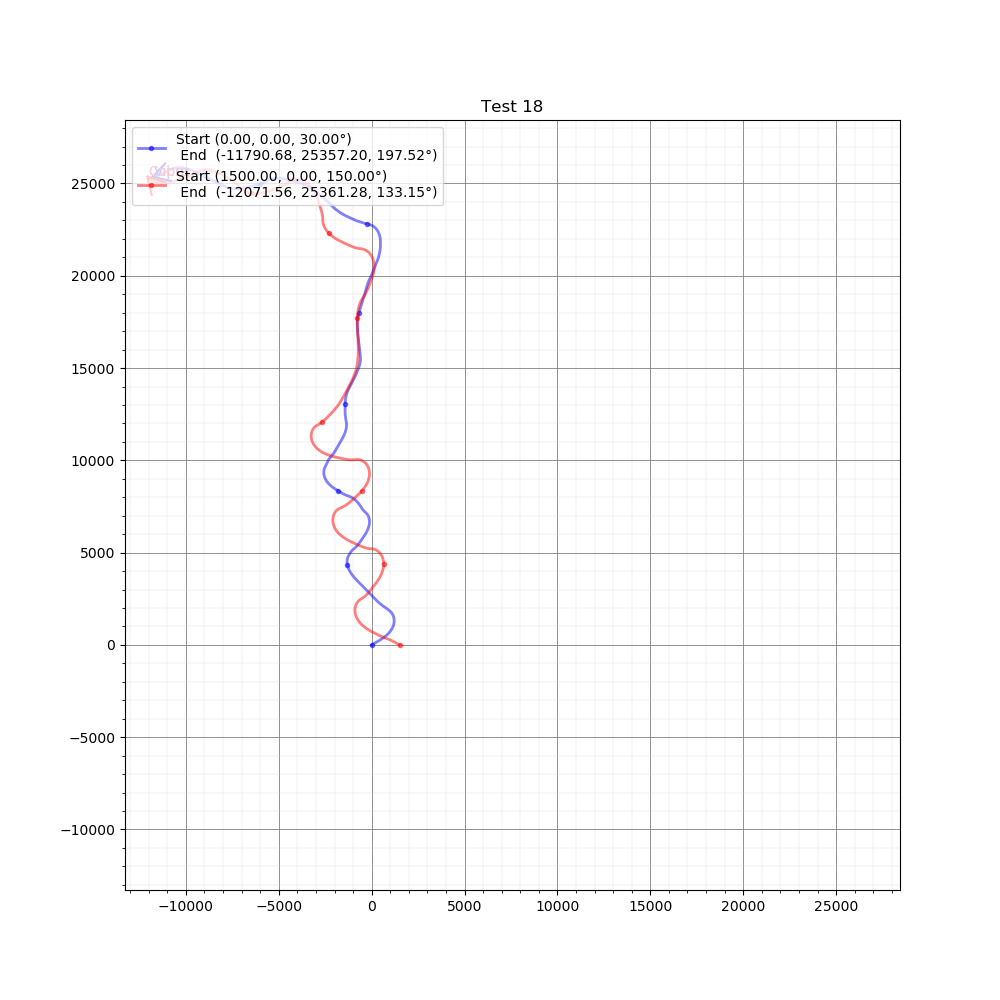 Test 18
Start (0.00, 0.00, 30.00°)
End (-11790.68, 25357.20, 197.52°)
Start (1500.00, 0.00, 150.00°)
End (-12071.56, 25361.28, 133.15°)
25000
20000
15000
10000
5000
0
−5000
−10000
−10000 −5000 0 5000 10000 15000 20000 25000